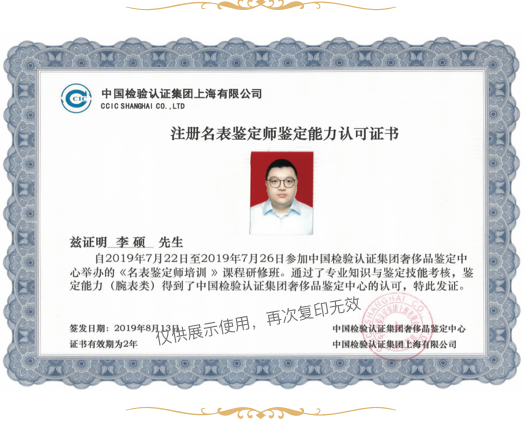 中国检验认证集团上海有限公司
CCIC SHANGHAI CO.,LTD
注册名表鉴定师鉴定能力认可证书
兹证明 李硕 先生
自2019年7月22日至2019年7月26日参加中国检验认证集团奢侈品鉴定中
心举办的《名表鉴定师培训 》课程研修班。通过了专业知识与鉴定技能考核，鉴
定能力（腕表类）得到了中国检验认证集团奢侈品鉴定中心的认可，特此发证。
签发日期：2019年8月13日
中国检验认证集团奢侈品鉴定中心
证书有效期为2年
中国检验认证集团上海有限公司
仅供展示使用，再次复印无效